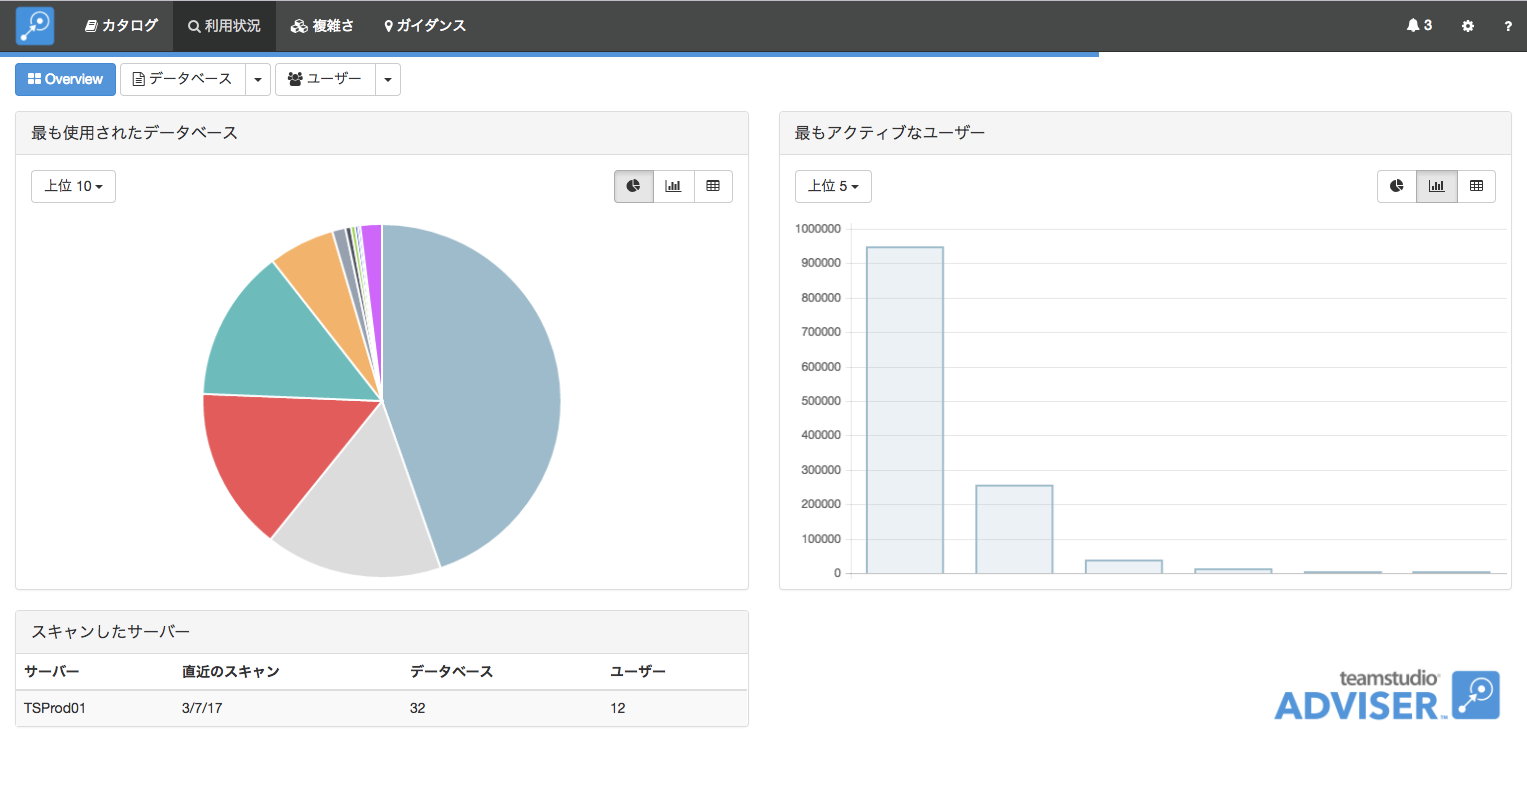 カタログ 利用状況 複雑さ ガイダンス 3 ?
Overview データベース ユーザー
最も使用されたデータベース
上位 10
最もアクティブなユーザー
上位 5
1000000
900000
800000
700000
600000
500000
400000
300000
200000
100000
0
スキャンしたサーバー
サーバー 直近のスキャン データベース ユーザー
TSProd01 3/7/17 32 12
teamstudio®
ADVISER™